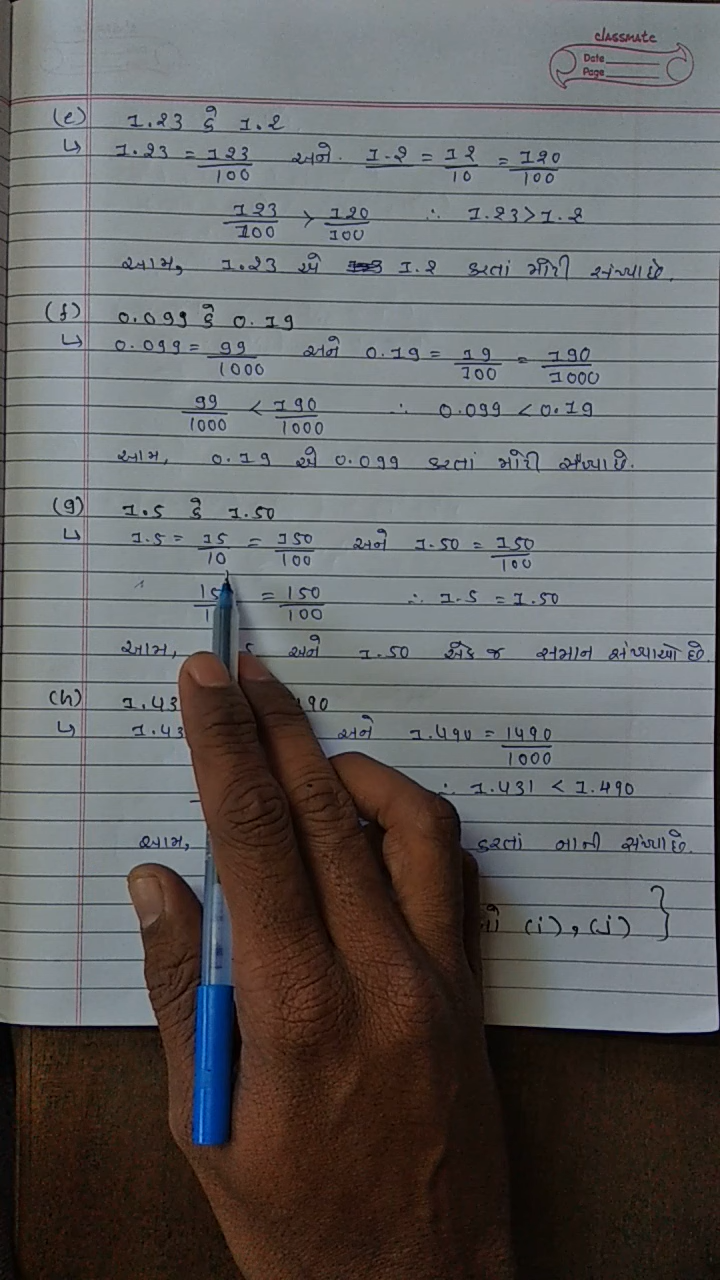 classmate
Date
Page
(e) 1.23 કે 1.2
↳ 1.23 = 123/100 અને. 1.2 = 12/10 = 120/100
123/100 > 120/100 ∴ 1.23 > 1.2
આમ, 1.23 એ 1.2 કરતાં મોટી સંખ્યા છે.
(f) 0.099 કે 0.19
↳ 0.099 = 99/1000 અને 0.19 = 19/100 = 190/1000
99/1000 < 190/1000 ∴ 0.099 < 0.19
આમ, 0.19 એ 0.099 કરતાં મોટી સંખ્યા છે.
(g) 1.5 કે 1.50
↳ 1.5 = 15/10 = 150/100 અને 1.50 = 150/100
= 150/100 ∴ 1.5 = 1.50
આમ, અને 1.50 એક જ સમાન સંખ્યાઓ છે.
(h)
↳ અને 1.490 = 1490/1000
∴ 1.431 < 1.490
આમ, કરતાં નાની સંખ્યા છે.
(i), (j) }